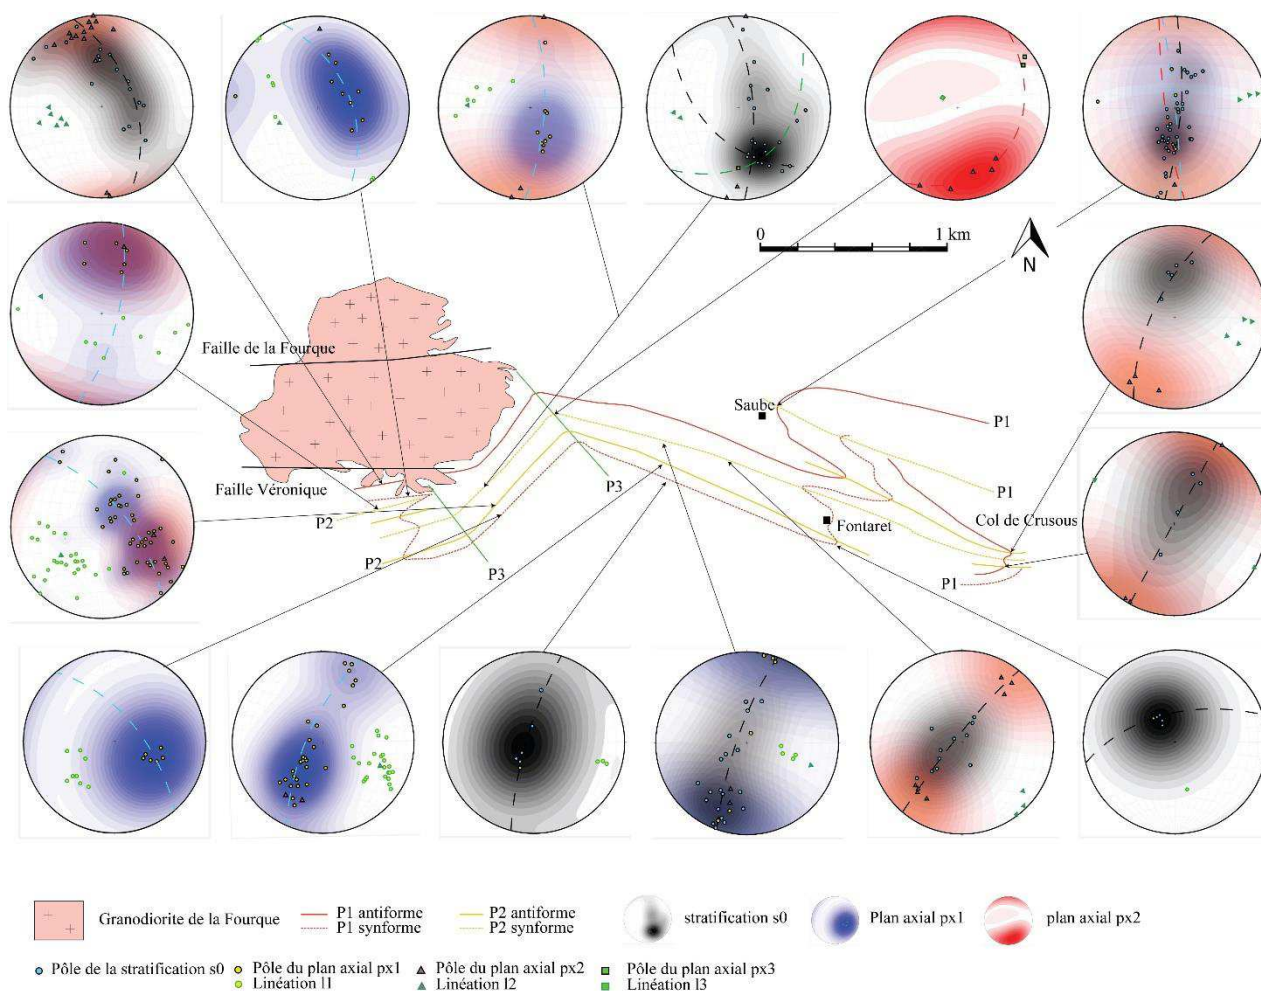 0
1 km
N
Faille de la Fourque
Saube
P1
Faille Véronique
P3
P1
P2
Fontaret
Col de Crusous
P2
P3
P1
Granodiorite de la Fourque
P1 antiforme
P1 synforme
P2 antiforme
P2 synforme
stratification s0
Plan axial px1
plan axial px2
Pôle de la stratification s0
Pôle du plan axial px1
Linéation l1
Pôle du plan axial px2
Linéation l2
Pôle du plan axial px3
Linéation l3